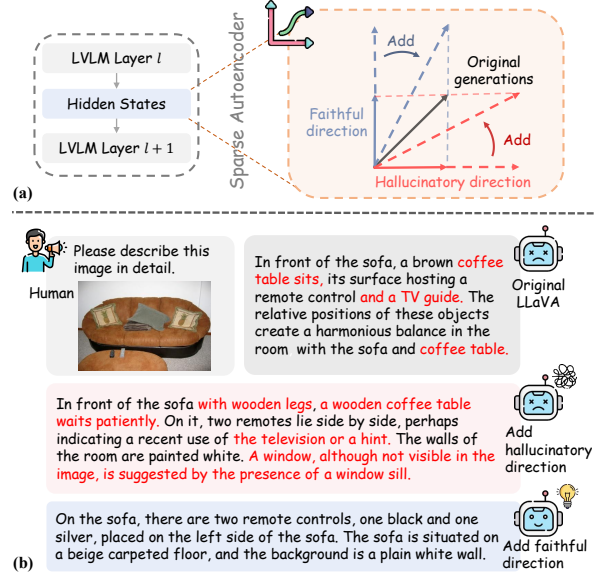 LVLM Layer l
Hidden States
LVLM Layer l + 1
(a)
Sparse Autoencoder
Add
Original
generations
Faithful
direction
Add
Hallucinatory direction
Please describe this
image in detail.
Human
In front of the sofa, a brown coffee
table sits, its surface hosting a
remote control and a TV guide. The
relative positions of these objects
create a harmonious balance in the
room with the sofa and coffee table.
Original
LLaVA
In front of the sofa with wooden legs, a wooden coffee table
waits patiently. On it, two remotes lie side by side, perhaps
indicating a recent use of the television or a hint. The walls of
the room are painted white. A window, although not visible in the
image, is suggested by the presence of a window sill.
Add
hallucinatory
direction
On the sofa, there are two remote controls, one black and one
silver, placed on the left side of the sofa. The sofa is situated on
a beige carpeted floor, and the background is a plain white wall.
Add faithful
direction
(b)